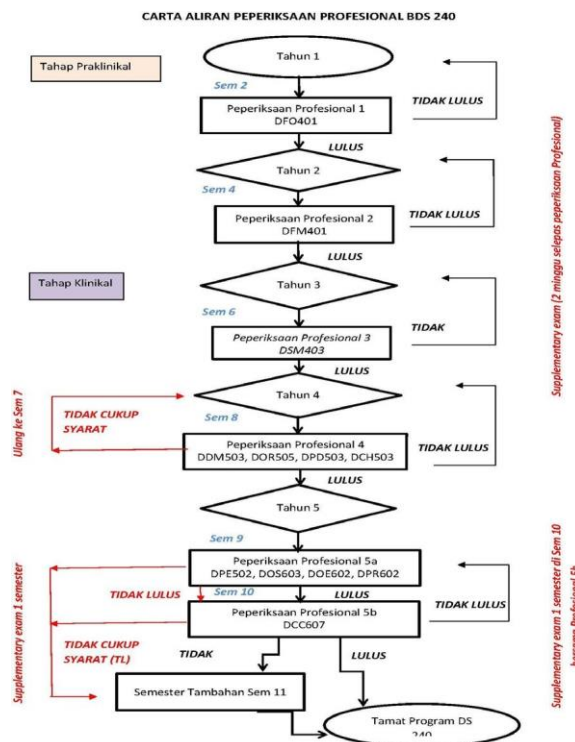 CARTA ALIRAN PEPERIKSAAN PROFESIONAL BDS 240
Tahap Praklinikal
Tahun 1
Sem 2
Peperiksaan Profesional 1
DFO401
TIDAK LULUS
LULUS
Tahun 2
Sem 4
Peperiksaan Profesional 2
DFM401
TIDAK LULUS
LULUS
Supplementary exam (2 minggu selepas peperiksaan Profesional)
Tahap Klinikal
Tahun 3
Sem 6
Peperiksaan Profesional 3
DSM403
TIDAK
LULUS
Tahun 4
Ulang ke Sem 7
TIDAK CUKUP
SYARAT
Sem 8
Peperiksaan Profesional 4
DDM503, DOR505, DPD503, DCH503
TIDAK LULUS
LULUS
Tahun 5
Sem 9
Peperiksaan Profesional 5a
DPE502, DOS603, DOE602, DPR602
TIDAK LULUS
Sem 10
LULUS
Peperiksaan Profesional 5b
DCC607
TIDAK LULUS
Supplementary exam 1 semester
Supplementary exam 1 semester di Sem 10
bersama Profesional 5b
TIDAK CUKUP
SYARAT (TL)
TIDAK
LULUS
Semester Tambahan Sem 11
Tamat Program DS
240